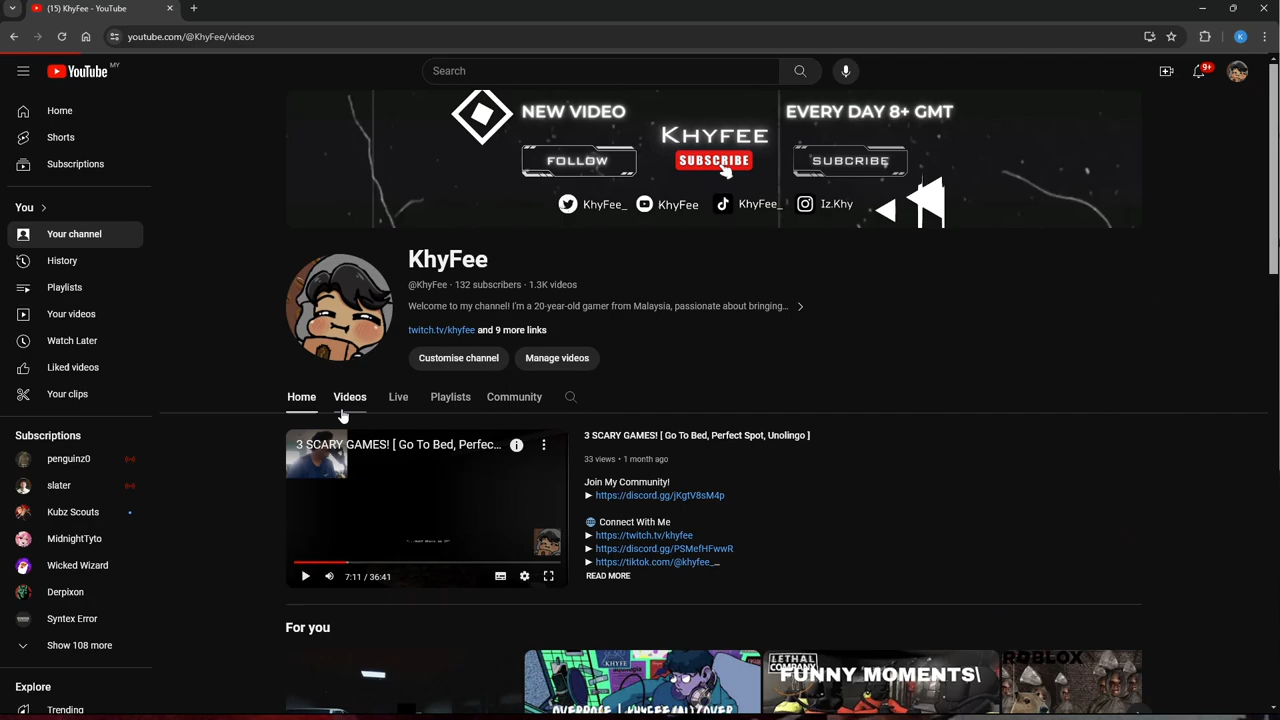 (15) KhyFee - YouTube
youtube.com/@KhyFee/videos
K
YouTube MY
Search
9+
NEW VIDEO
EVERY DAY 8+ GMT
KHYFEE
FOLLOW
SUBSCRIBE
SUBCRIBE
KhyFee_
KhyFee
KhyFee_
Iz.Khy
Home
Shorts
Subscriptions
You
Your channel
History
Playlists
Your videos
Watch Later
Liked videos
Your clips
Subscriptions
penguinz0
slater
Kubz Scouts
MidnightTyto
Wicked Wizard
Derpixon
Syntex Error
Show 108 more
Explore
Trending
KhyFee
@KhyFee · 132 subscribers · 1.3K videos
Welcome to my channel! I'm a 20-year-old gamer from Malaysia, passionate about bringing...
twitch.tv/khyfee and 9 more links
Customise channel
Manage videos
Home
Videos
Live
Playlists
Community
3 SCARY GAMES! [ Go To Bed, Perfec...
7:11 / 36:41
3 SCARY GAMES! [ Go To Bed, Perfect Spot, Unolingo ]
33 views • 1 month ago
Join My Community!
► https://discord.gg/jKgtV8sM4p
🌐 Connect With Me
► https://twitch.tv/khyfee
► https://discord.gg/PSMefHFwwR
► https://tiktok.com/@khyfee_...
READ MORE
For you
LETHAL
COMPANY
FUNNY MOMENTS\
ROBLOX